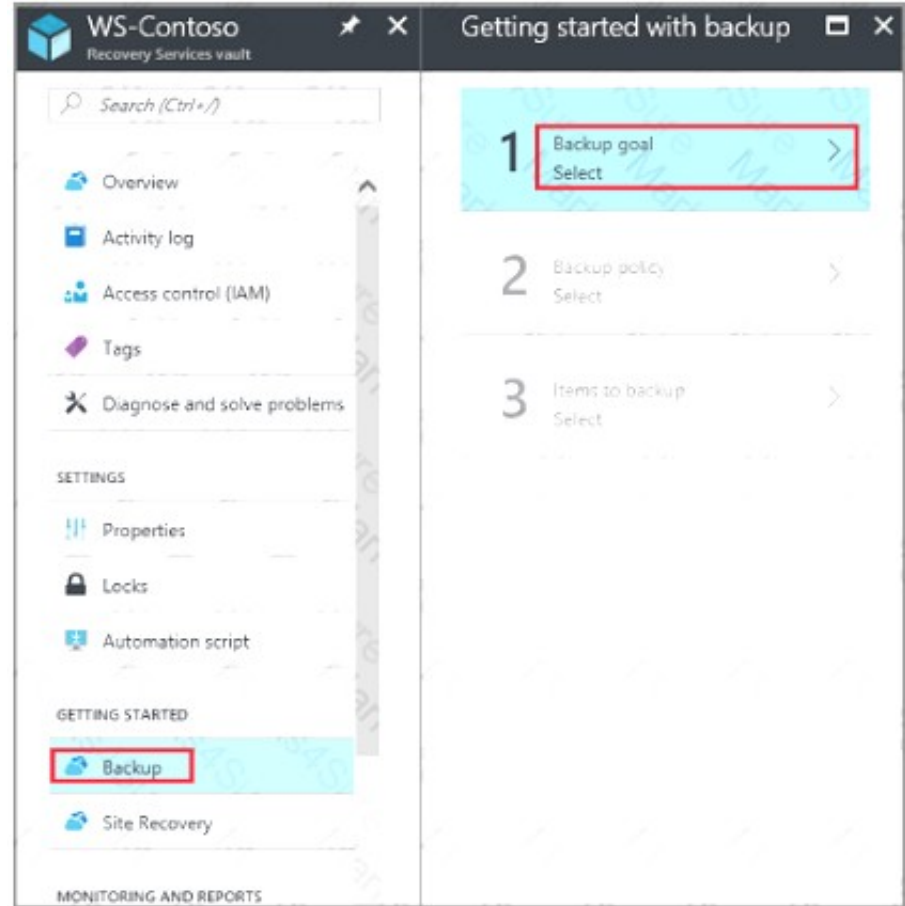 WS-Contoso
Recovery Services vault
Search (Ctrl+/)
Overview
Activity log
Access control (IAM)
Tags
Diagnose and solve problems
SETTINGS
Properties
Locks
Automation script
GETTING STARTED
Backup
Site Recovery
MONITORING AND REPORTS
Getting started with backup
1
Backup goal
Select
2
Backup policy
Select
3
Items to backup
Select